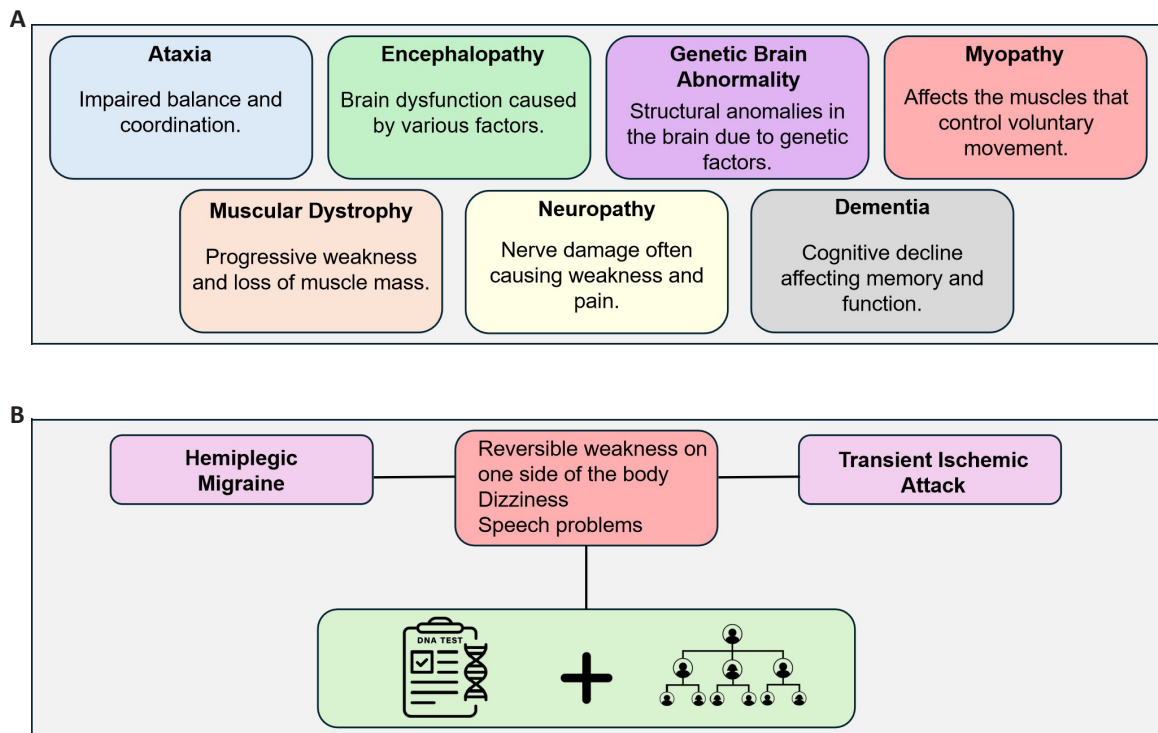 A
Ataxia
Impaired balance and
coordination.
Encephalopathy
Brain dysfunction caused
by various factors.
Genetic Brain
Abnormality
Structural anomalies in
the brain due to genetic
factors.
Myopathy
Affects the muscles that
control voluntary
movement.
Muscular Dystrophy
Progressive weakness
and loss of muscle mass.
Neuropathy
Nerve damage often
causing weakness and
pain.
Dementia
Cognitive decline
affecting memory and
function.
B
Hemiplegic
Migraine
Reversible weakness on
one side of the body
Dizziness
Speech problems
Transient Ischemic
Attack
DNA TEST